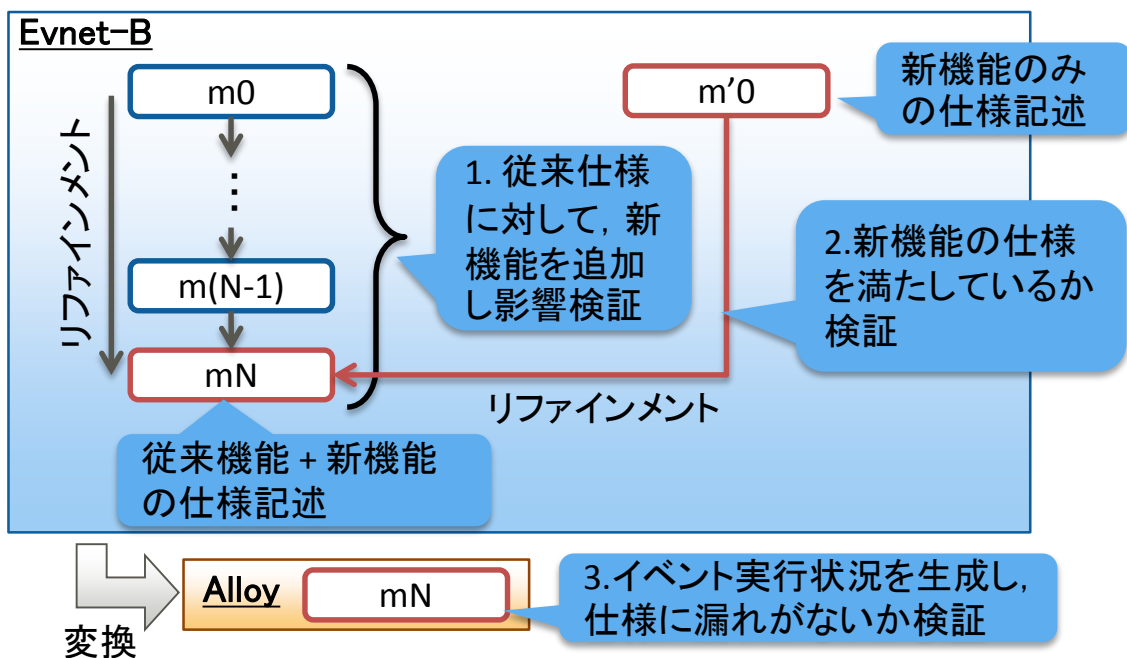 Evnet-B
m0
m'0
新機能のみ
の仕様記述
リファインメント
⋮
1. 従来仕様
に対して, 新
機能を追加
し影響検証
2.新機能の仕様
を満たしているか
検証
m(N-1)
mN
リファインメント
従来機能 + 新機能
の仕様記述
Alloy
mN
3.イベント実行状況を生成し,
仕様に漏れがないか検証
変換